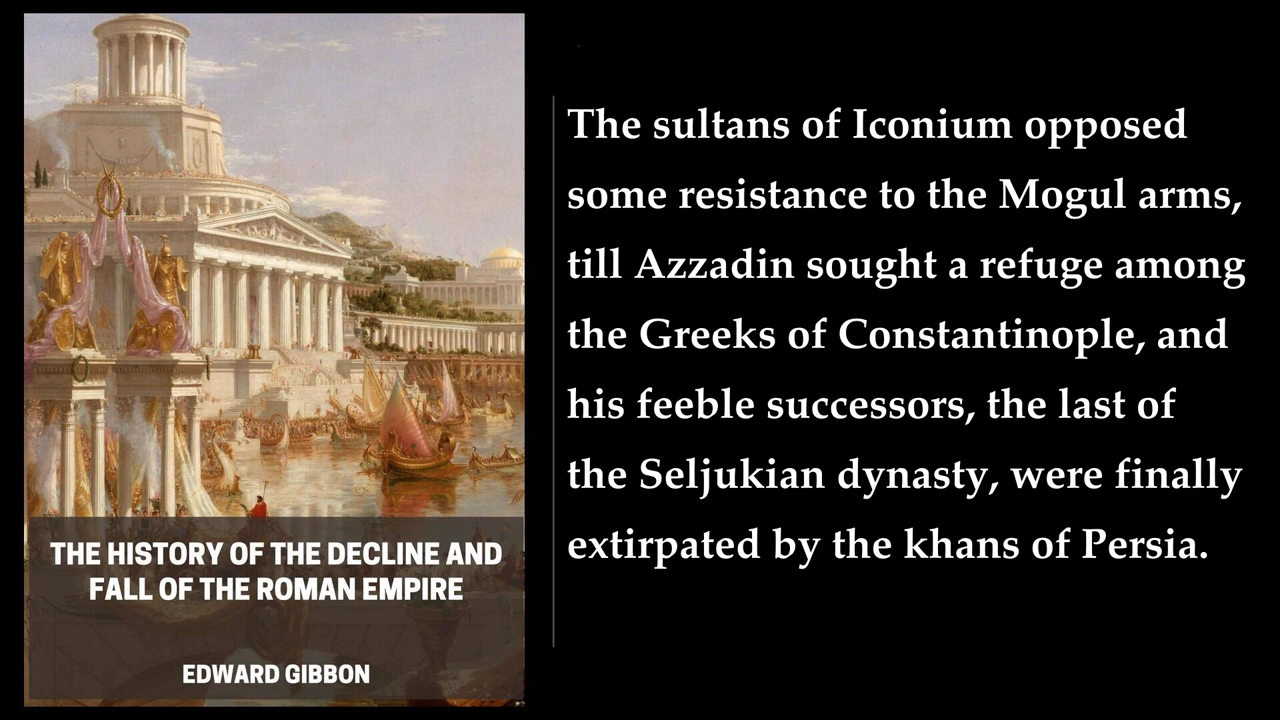 THE HISTORY OF THE DECLINE AND
FALL OF THE ROMAN EMPIRE
EDWARD GIBBON
The sultans of Iconium opposed
some resistance to the Mogul arms,
till Azzadin sought a refuge among
the Greeks of Constantinople, and
his feeble successors, the last of
the Seljukian dynasty, were finally
extirpated by the khans of Persia.